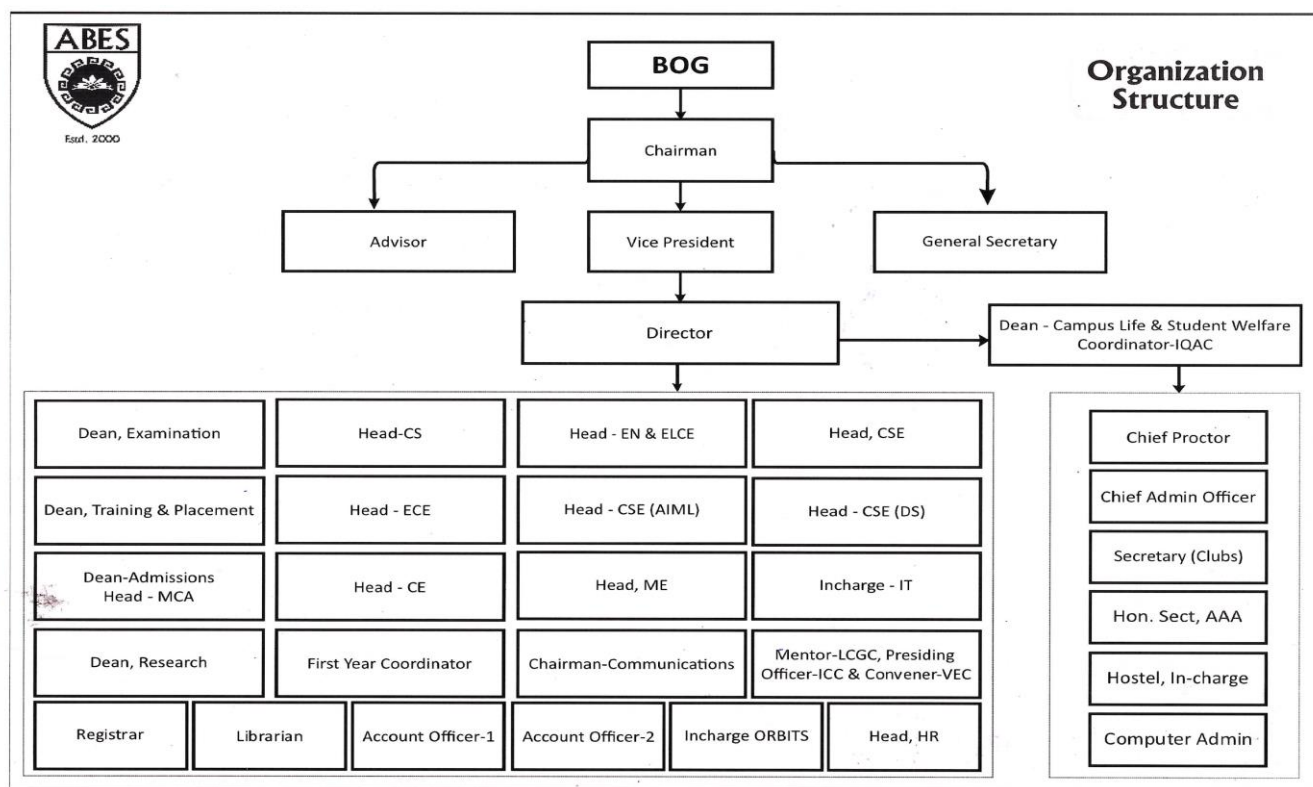 ABES
Estd. 2000
Organization
Structure
BOG
Chairman
Advisor
Vice President
General Secretary
Director
Dean - Campus Life & Student Welfare
Coordinator-IQAC
Dean, Examination
Head-CS
Head - EN & ELCE
Head, CSE
Dean, Training & Placement
Head - ECE
Head - CSE (AIML)
Head - CSE (DS)
Dean-Admissions
Head - MCA
Head - CE
Head, ME
Incharge - IT
Dean, Research
First Year Coordinator
Chairman-Communications
Mentor-LCGC, Presiding
Officer-ICC & Convener-VEC
Registrar
Librarian
Account Officer-1
Account Officer-2
Incharge ORBITS
Head, HR
Chief Proctor
Chief Admin Officer
Secretary (Clubs)
Hon. Sect, AAA
Hostel, In-charge
Computer Admin